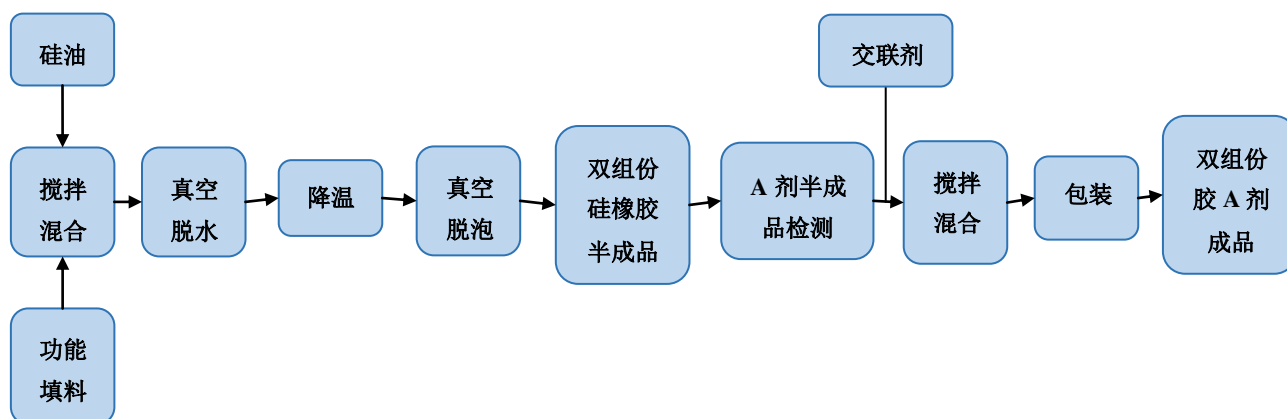 硅油
交联剂
搅拌
混合
真空
脱水
降温
真空
脱泡
双组份
硅橡胶
半成品
A 剂半成
品检测
搅拌
混合
包装
双组份
胶 A 剂
成品
功能
填料